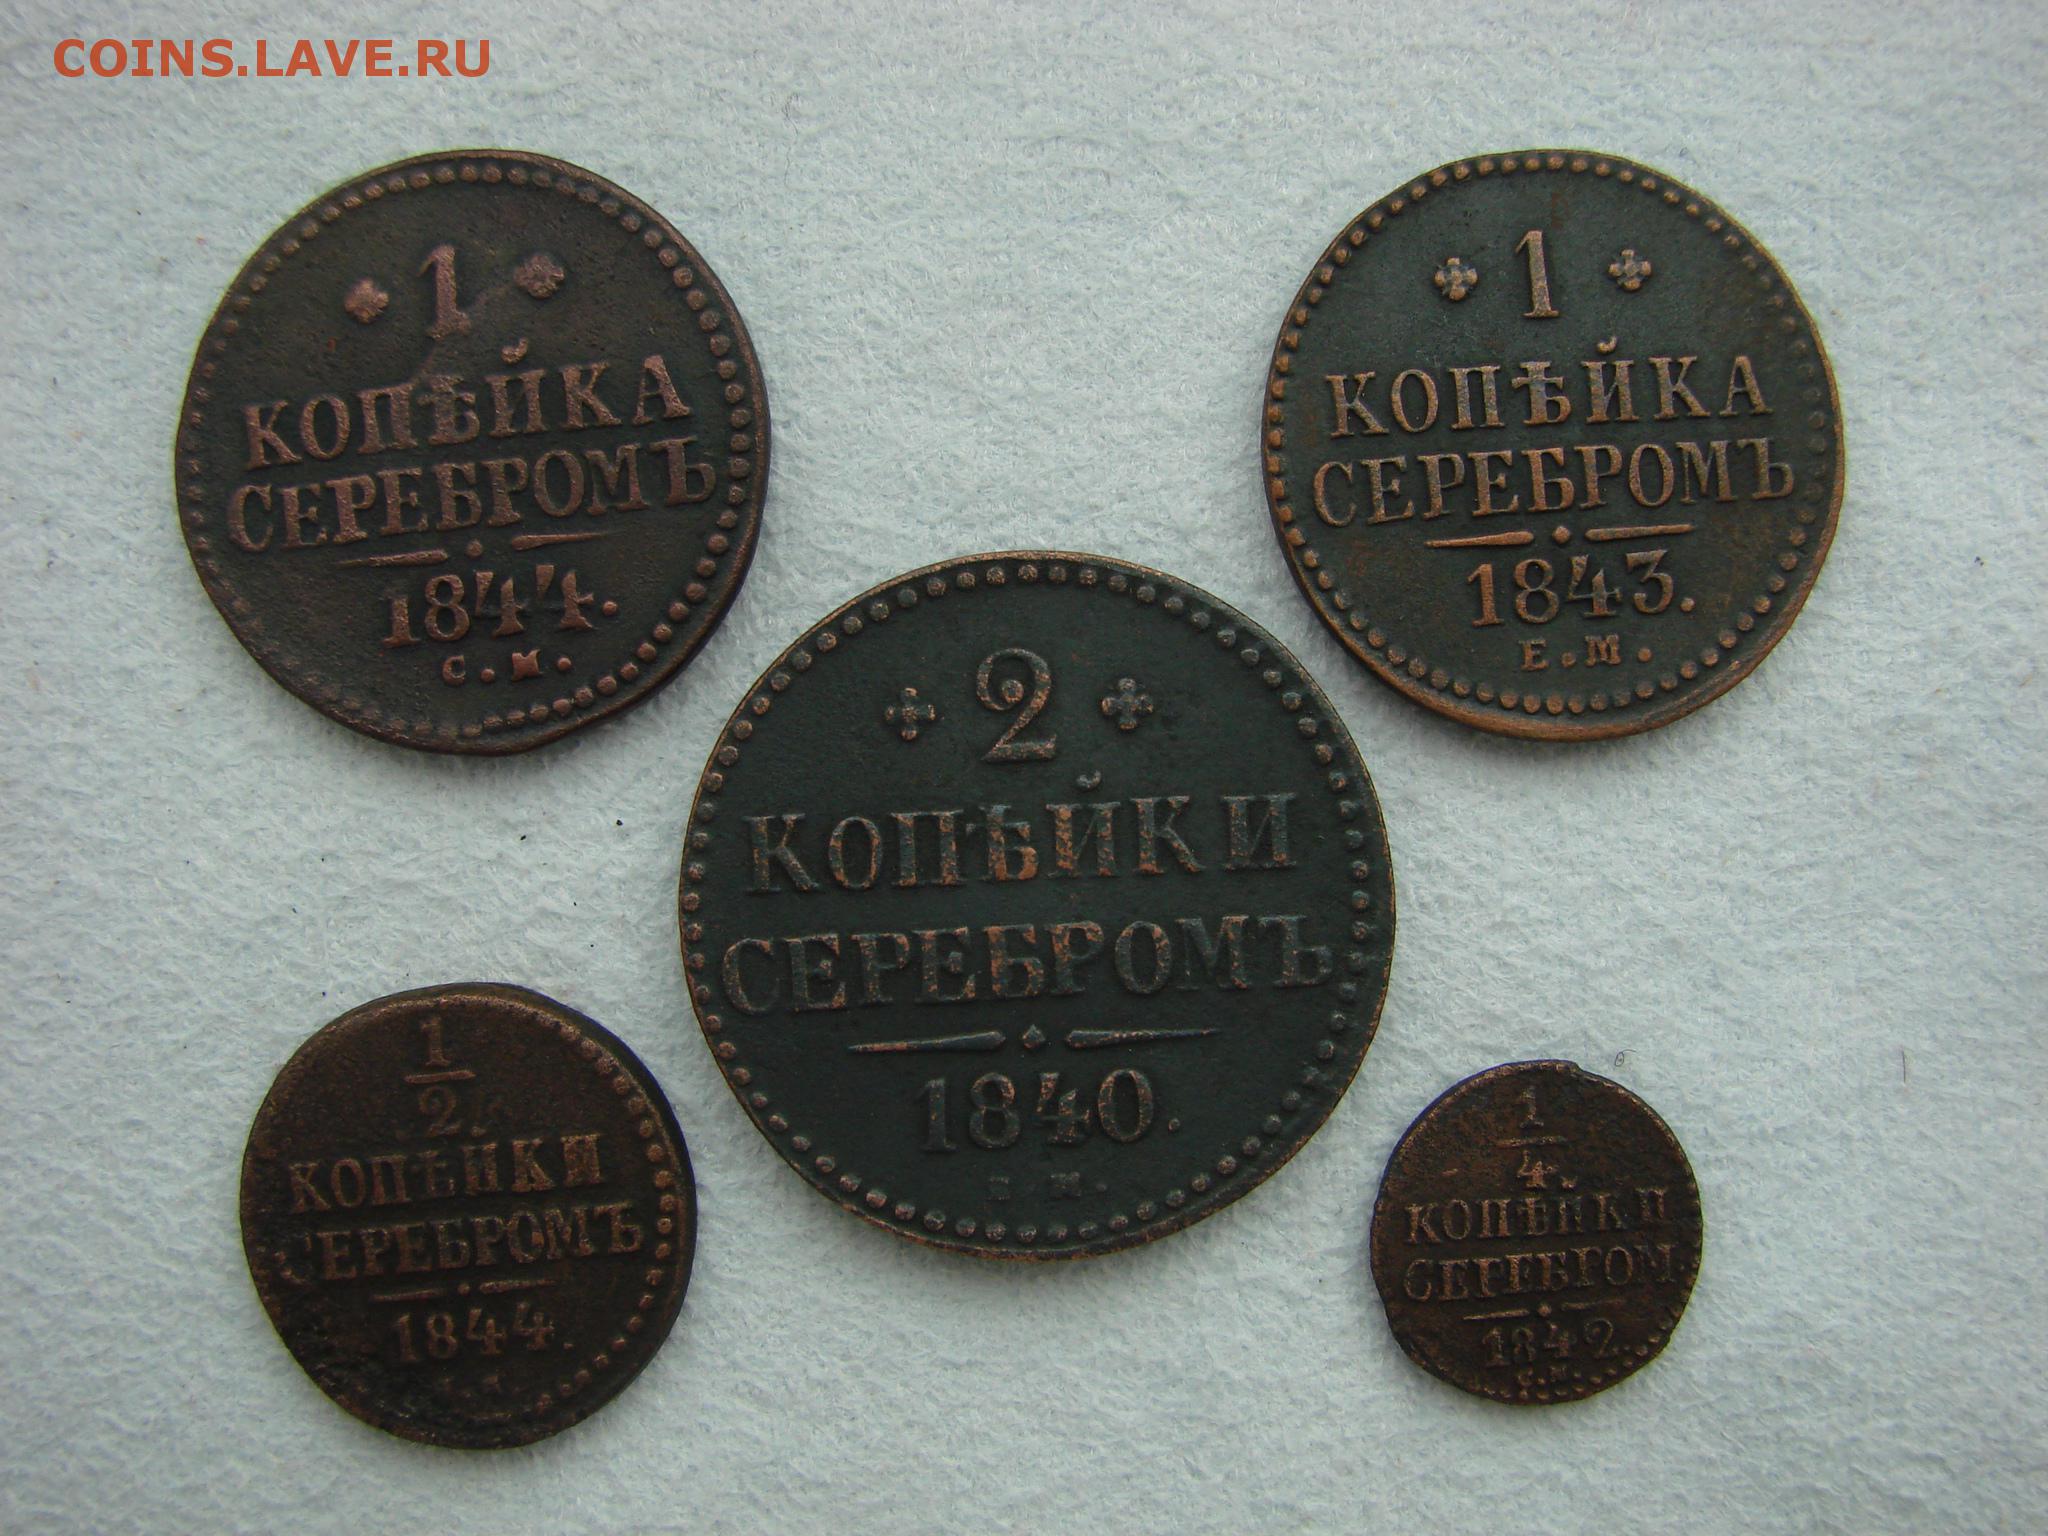 COINS.LAVE.RU
1
КОПѢЙКА
СЕРЕБРОМЪ
1844.
С.М.
1
КОПѢЙКА
СЕРЕБРОМЪ
1843.
Е.М.
2
КОПѢЙКИ
СЕРЕБРОМЪ
1840.
1
2
КОПѢЙКИ
СЕРЕБРОМЪ
1844.
1
4.
КОПѢЙКИ
СЕРЕБРОМ
1842.
С.М.